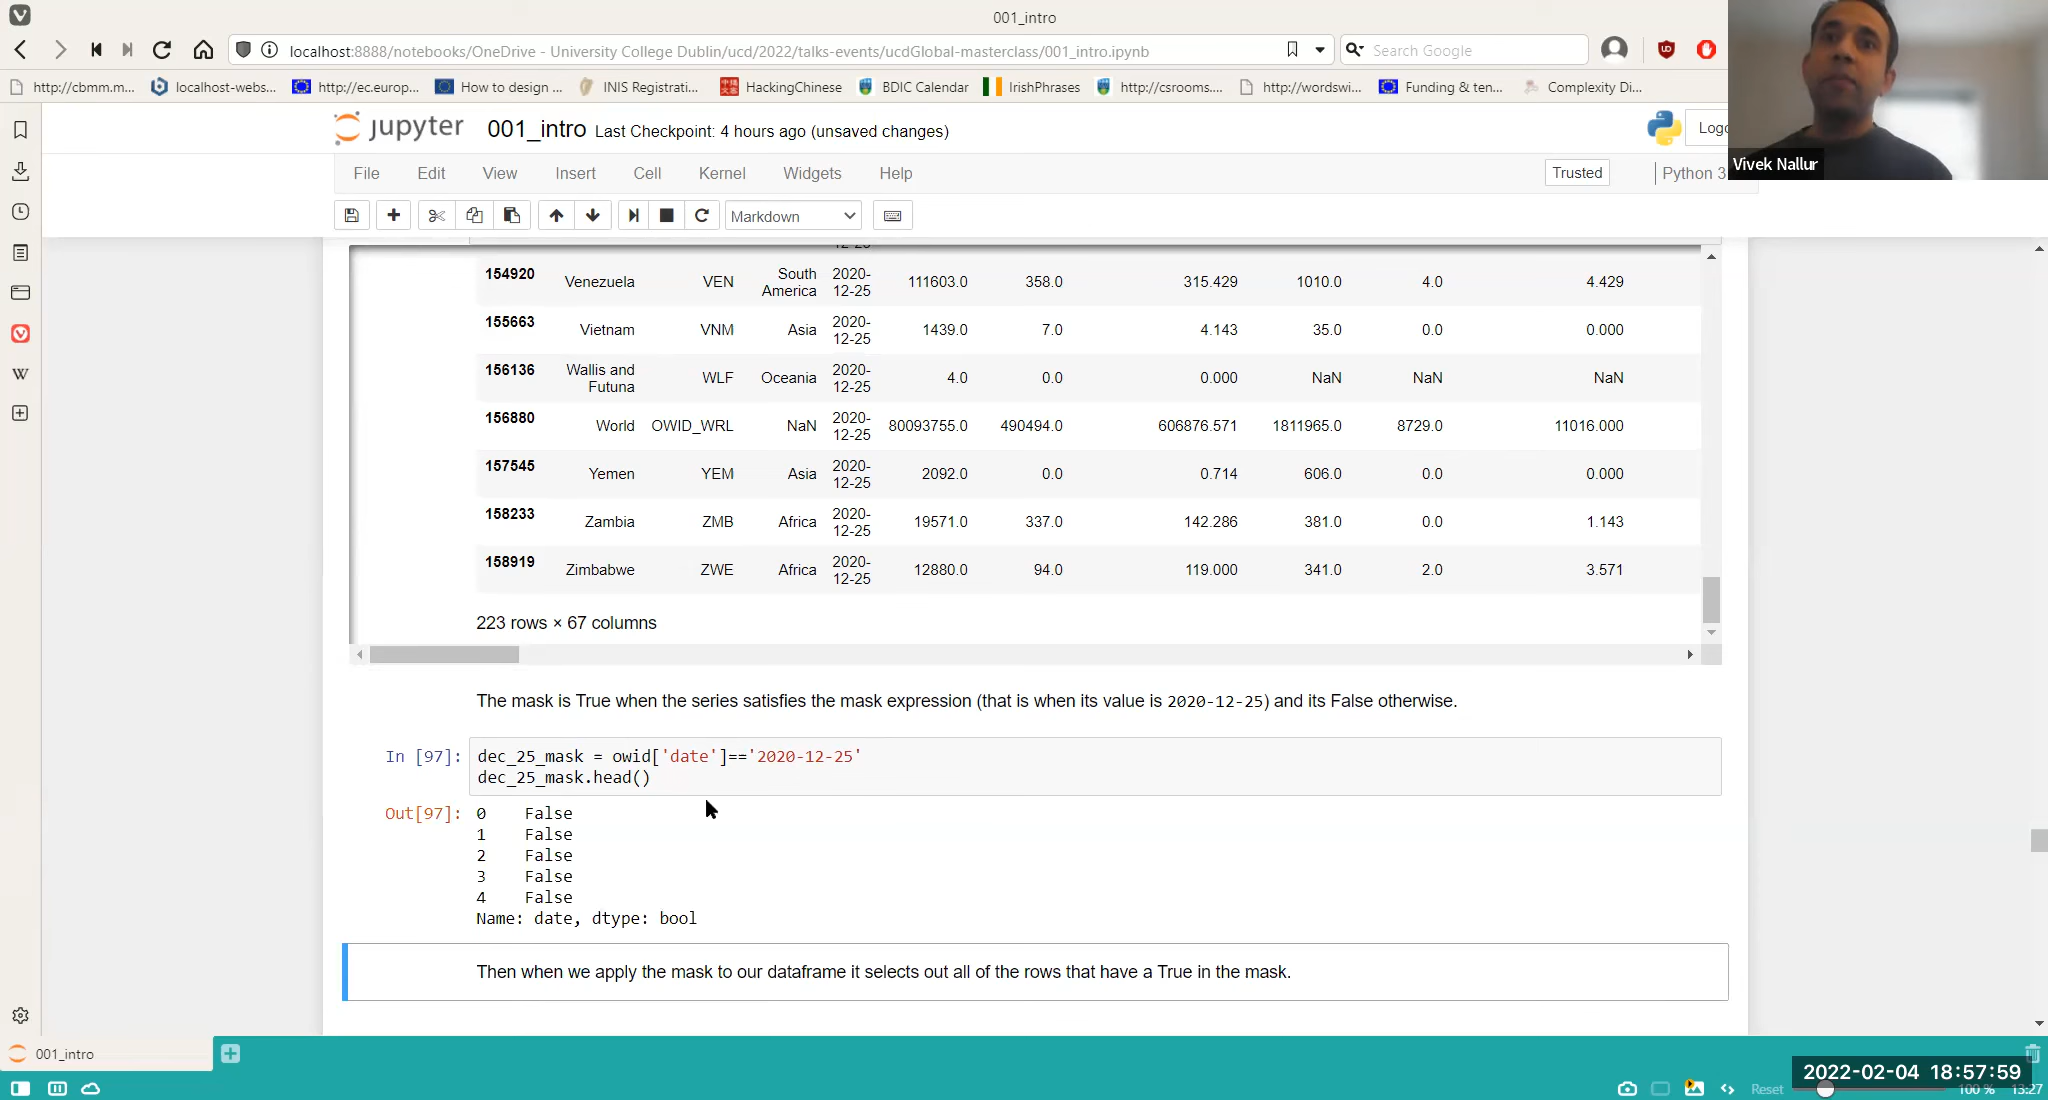 001_intro
localhost:8888/notebooks/OneDrive - University College Dublin/ucd/2022/talks-events/ucdGlobal-masterclass/001_intro.ipynb
Search Google
http://cbmm.m... localhost-webs... http://ec.europ... How to design ... INIS Registrati... HackingChinese BDIC Calendar IrishPhrases http://csrooms.... http://wordswi... Funding & ten... Complexity Di...
jupyter 001_intro Last Checkpoint: 4 hours ago (unsaved changes)
Vivek Nallur
File Edit View Insert Cell Kernel Widgets Help Trusted Python 3
Markdown
154920 Venezuela VEN South America 2020-12-25 111603.0 358.0 315.429 1010.0 4.0 4.429
155663 Vietnam VNM Asia 2020-12-25 1439.0 7.0 4.143 35.0 0.0 0.000
156136 Wallis and Futuna WLF Oceania 2020-12-25 4.0 0.0 0.000 NaN NaN NaN
156880 World OWID_WRL NaN 2020-12-25 80093755.0 490494.0 606876.571 1811965.0 8729.0 11016.000
157545 Yemen YEM Asia 2020-12-25 2092.0 0.0 0.714 606.0 0.0 0.000
158233 Zambia ZMB Africa 2020-12-25 19571.0 337.0 142.286 381.0 0.0 1.143
158919 Zimbabwe ZWE Africa 2020-12-25 12880.0 94.0 119.000 341.0 2.0 3.571
223 rows × 67 columns
The mask is True when the series satisfies the mask expression (that is when its value is 2020-12-25) and its False otherwise.
In [97]: dec_25_mask = owid['date']=='2020-12-25'
dec_25_mask.head()
Out[97]: 0 False
1 False
2 False
3 False
4 False
Name: date, dtype: bool
Then when we apply the mask to our dataframe it selects out all of the rows that have a True in the mask.
001_intro
2022-02-04 18:57:59
Reset 100 % 13:27